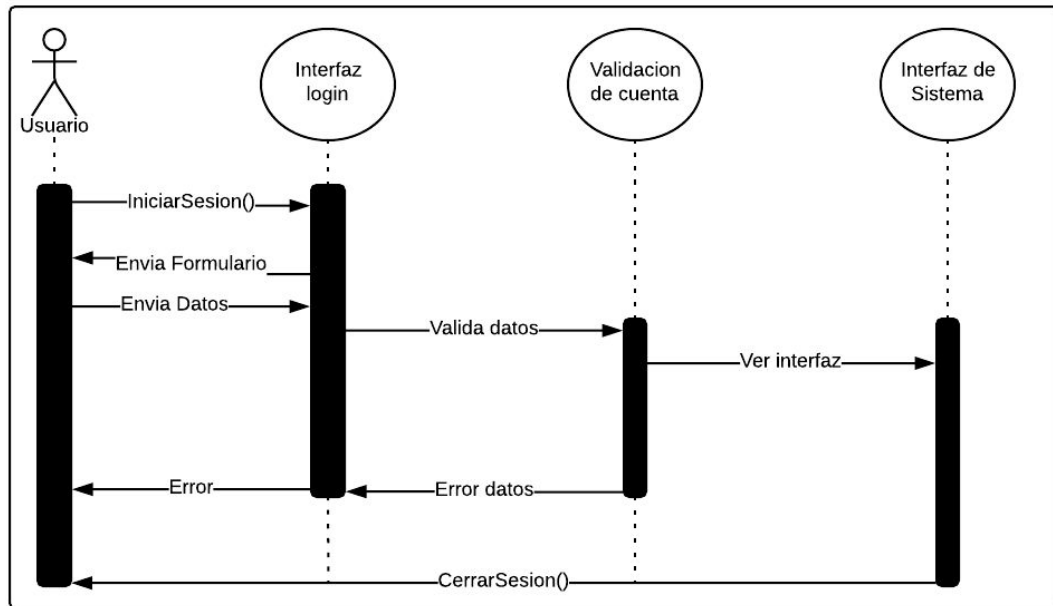 Usuario
Interfaz
login
Validacion
de cuenta
Interfaz de
Sistema
IniciarSesion()
Envia Formulario
Envia Datos
Valida datos
Ver interfaz
Error
Error datos
CerrarSesion()